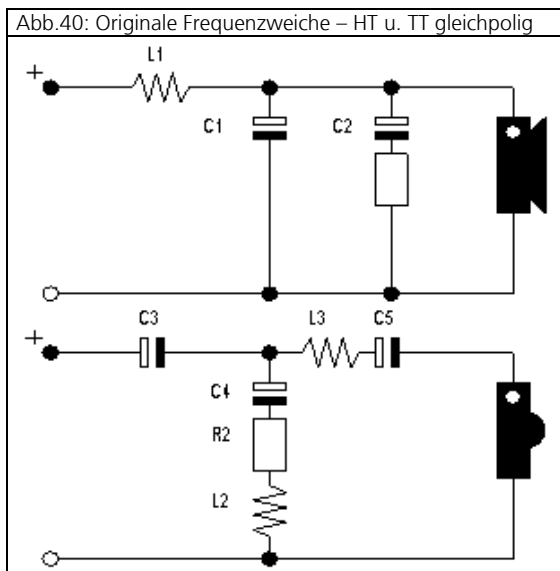 Abb.40: Originale Frequenzweiche – HT u. TT gleichpolig
+
L1
C1
C2
+
C3
L3
C5
C4
R2
L2